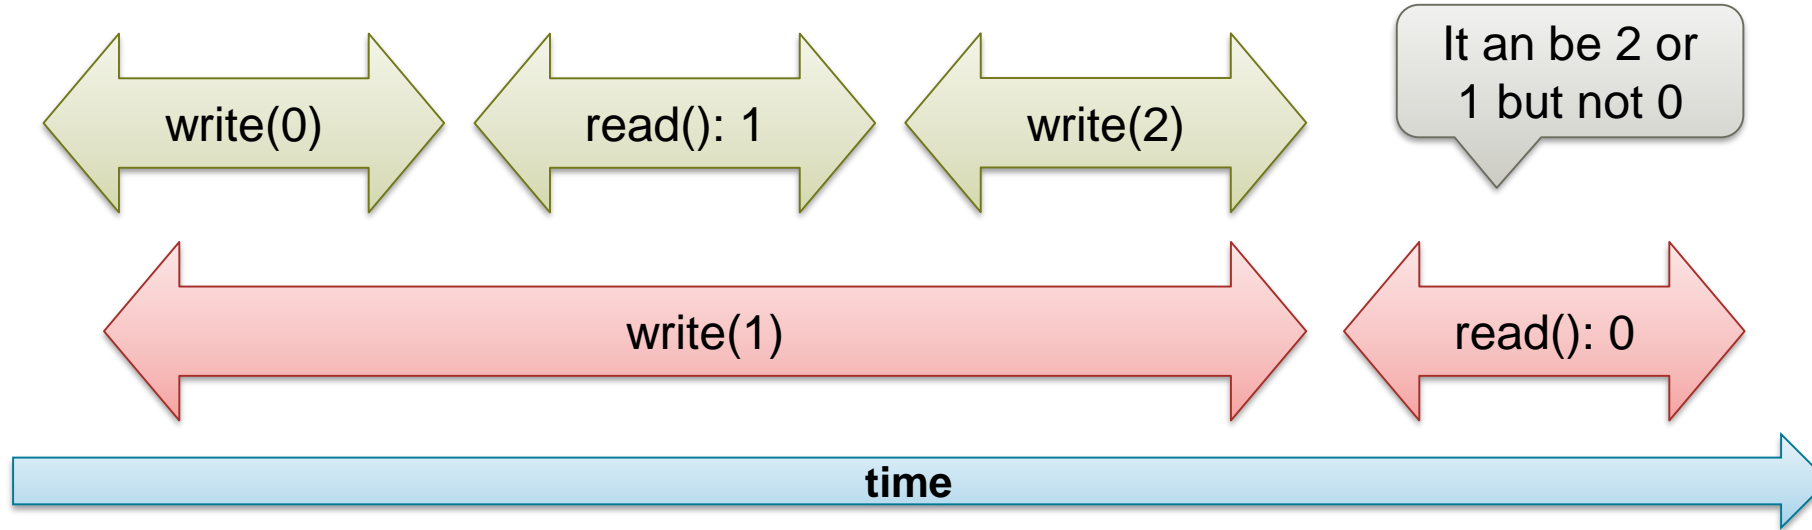 write(0)
read(): 1
write(2)
It an be 2 or
1 but not 0
write(1)
read(): 0
time